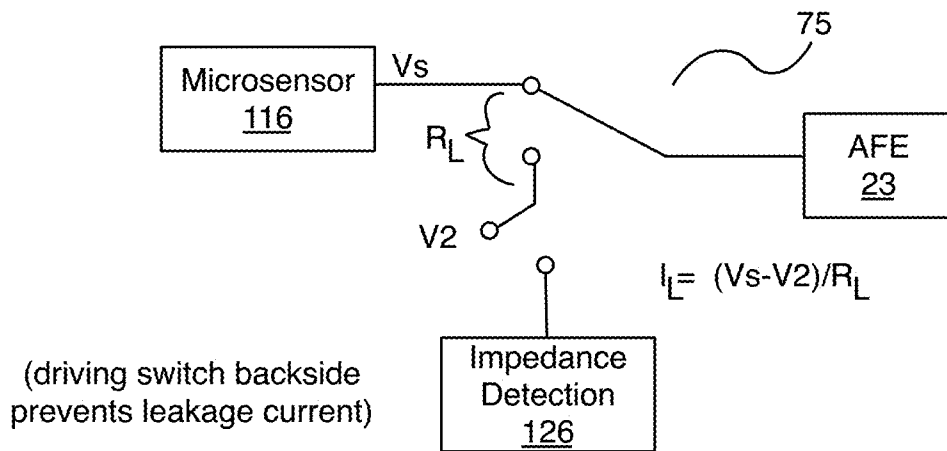 75
Microsensor
116
Vs
R_L
AFE
23
V2
I_L= (Vs-V2)/R_L
(driving switch backside
prevents leakage current)
Impedance
Detection
126